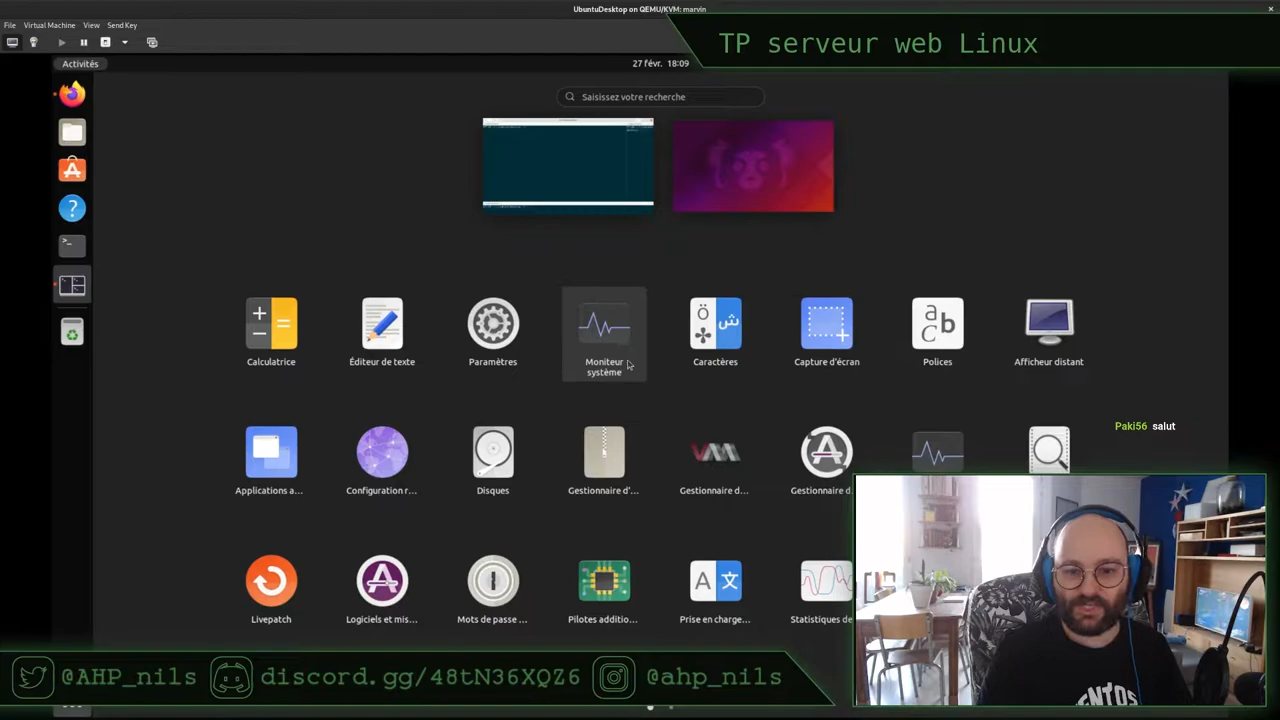 UbuntuDesktop on QEMU/KVM: marvin
File Virtual Machine View Send Key
TP serveur web Linux
Activités
27 févr. 18:09
Saisissez votre recherche
Calculatrice
Éditeur de texte
Paramètres
Moniteur système
Caractères
Capture d'écran
Polices
Afficheur distant
Paki56 salut
Applications a...
Configuration r...
Disques
Gestionnaire d'...
Gestionnaire d...
Gestionnaire d
Livepatch
Logiciels et mis...
Mots de passe ...
Pilotes additio...
Prise en charge...
Statistiques de
@AHP_nils
discord.gg/48tN36XQZ6
@ahp_nils